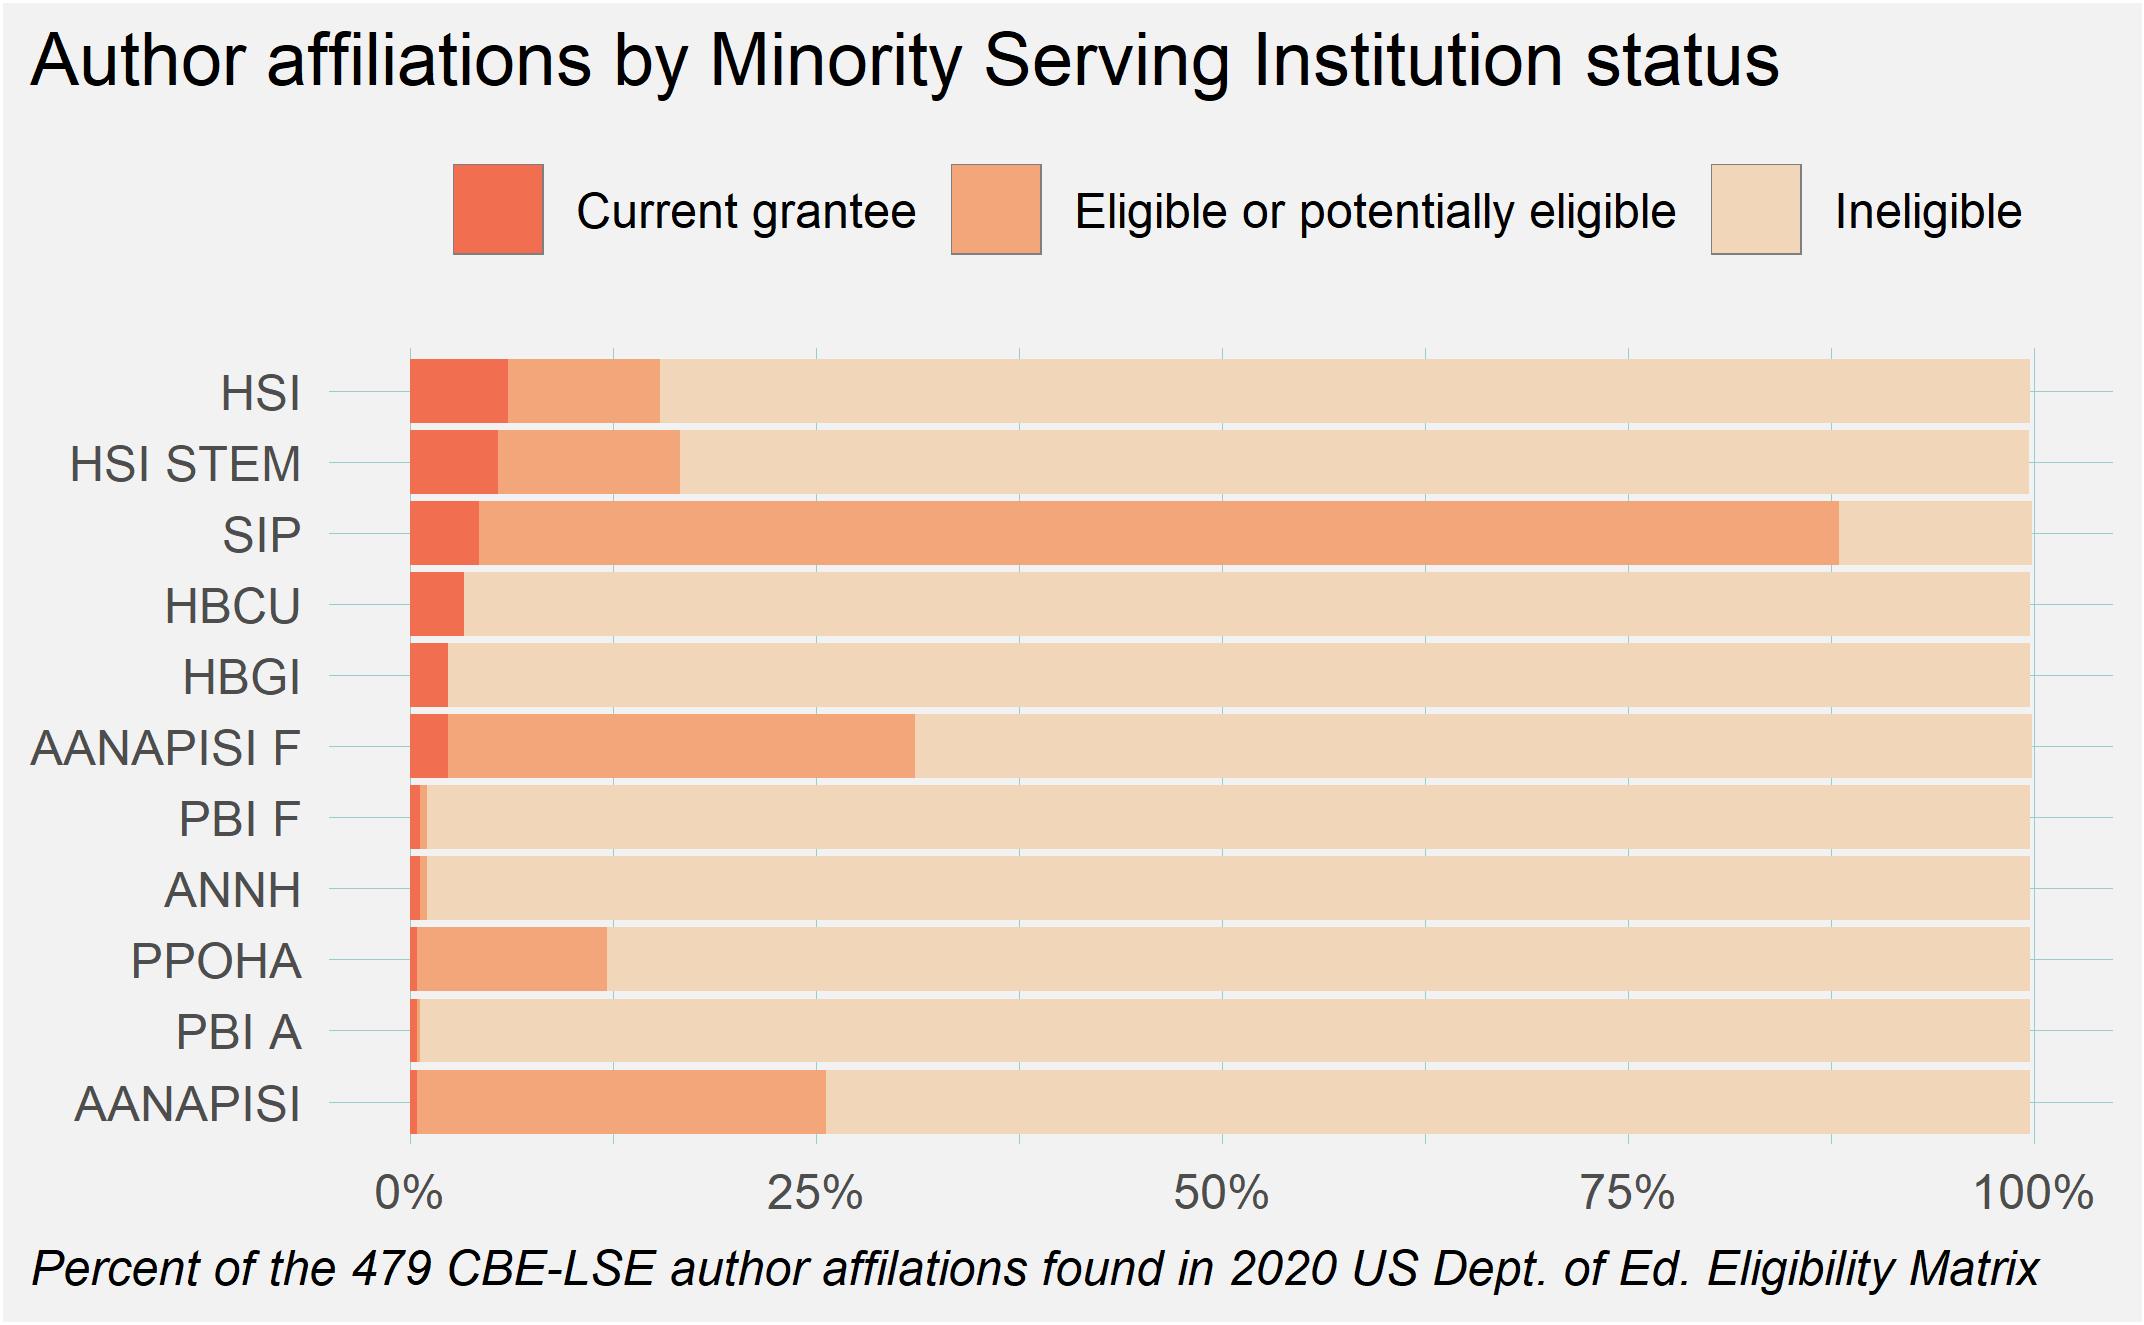 Author affiliations by Minority Serving Institution status
Current grantee Eligible or potentially eligible Ineligible
HSI
HSI STEM
SIP
HBCU
HBGI
AANAPISI F
PBI F
ANNH
PPOHA
PBI A
AANAPISI
0% 25% 50% 75% 100%
Percent of the 479 CBE-LSE author affilations found in 2020 US Dept. of Ed. Eligibility Matrix